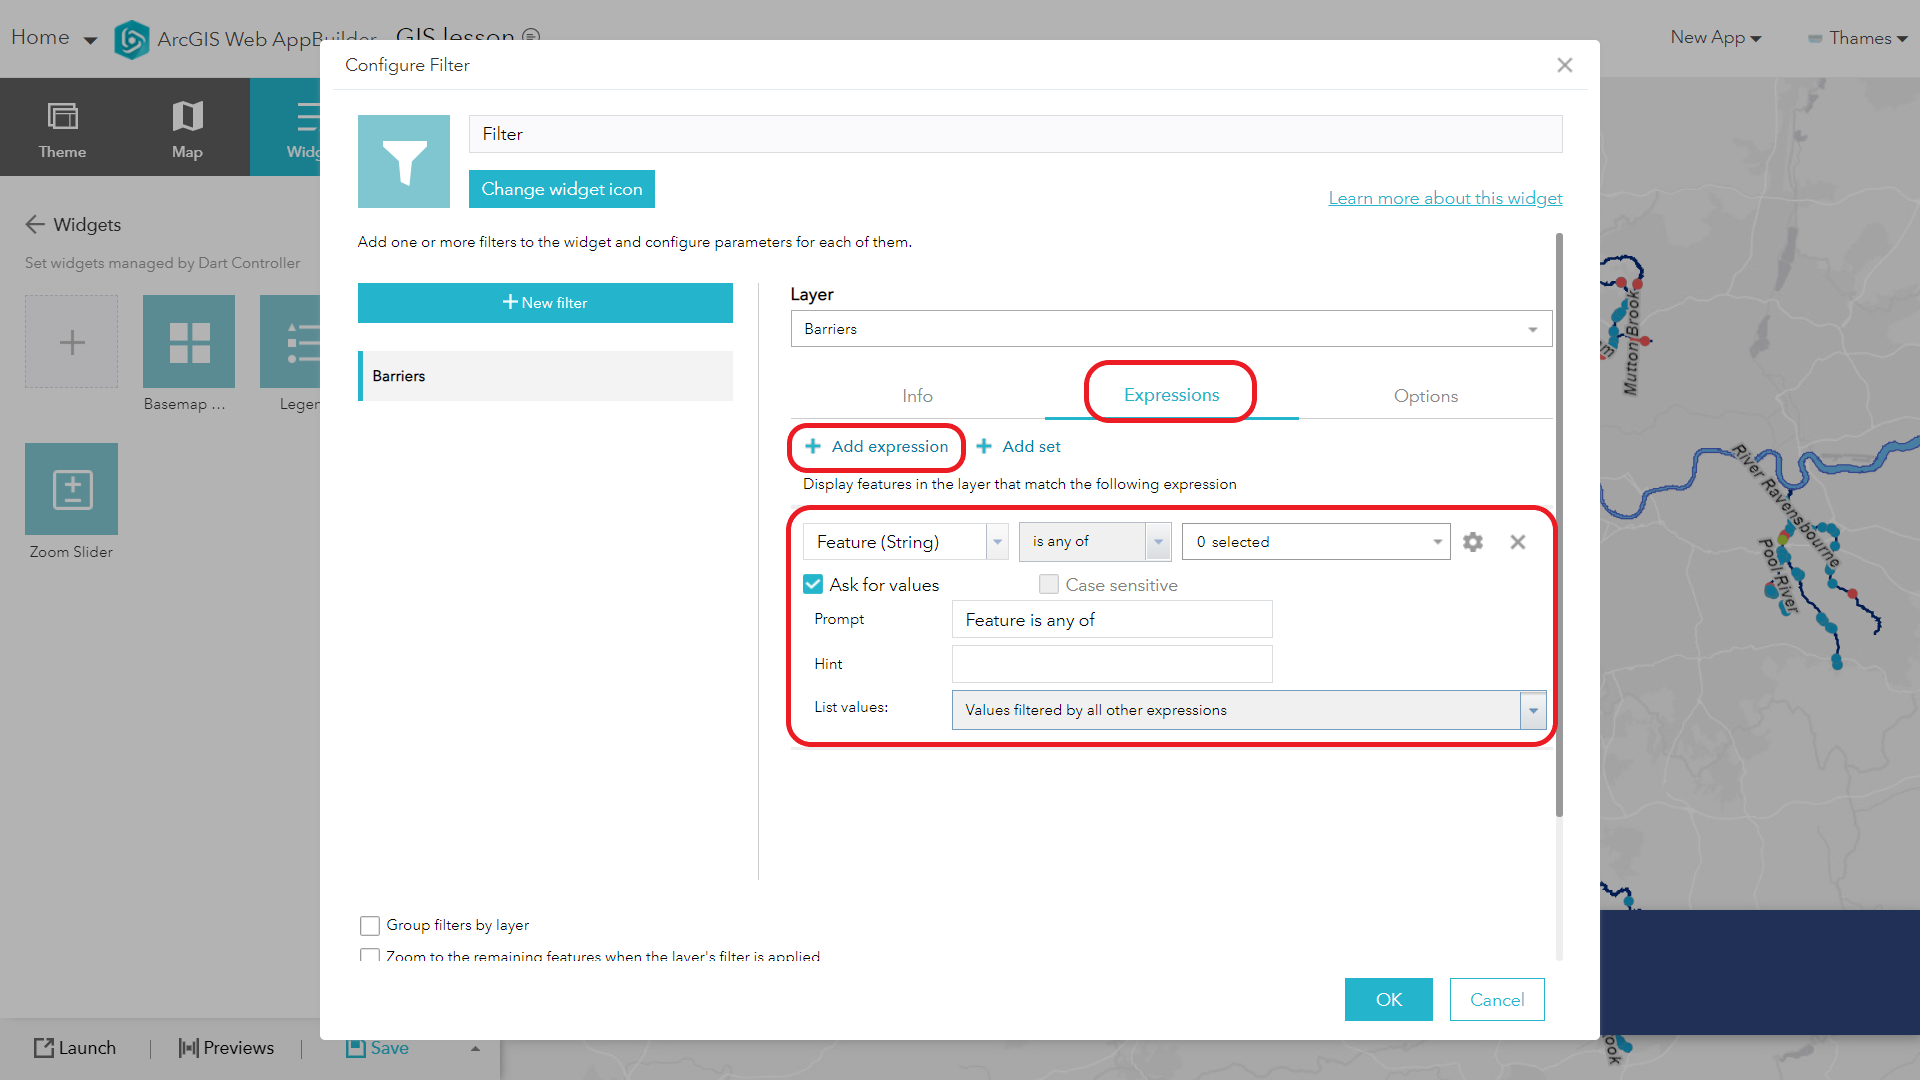 Home
ArcGIS Web AppBuilder
GIS lesson
New App
Thames
Configure Filter
Theme
Map
Widg
Filter
Change widget icon
Learn more about this widget
Widgets
Set widgets managed by Dart Controller
Add one or more filters to the widget and configure parameters for each of them.
New filter
Layer
Barriers
Barriers
Basemap ...
Legen
Info
Expressions
Options
Add expression
Add set
Display features in the layer that match the following expression
Feature (String)
is any of
0 selected
Zoom Slider
Ask for values
Case sensitive
Prompt
Feature is any of
Hint
List values:
Values filtered by all other expressions
Mutton Brook
River Ravensbourne
Pool-River
Group filters by layer
Zoom to the remaining features when the layer's filter is applied
OK
Cancel
Launch
Previews
Save
ook